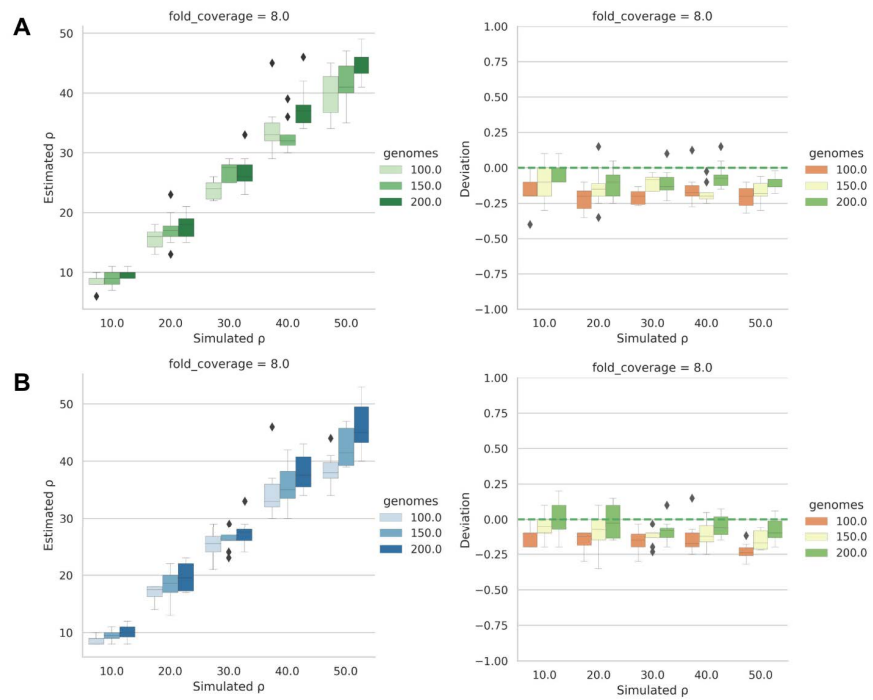 A
fold_coverage = 8.0
Estimated ρ
50
40
30
20
10
10.0 20.0 30.0 40.0 50.0
Simulated ρ
genomes
100.0
150.0
200.0
fold_coverage = 8.0
Deviation
1.00
0.75
0.50
0.25
0.00
−0.25
−0.50
−0.75
−1.00
10.0 20.0 30.0 40.0 50.0
Simulated ρ
genomes
100.0
150.0
200.0
B
fold_coverage = 8.0
Estimated ρ
50
40
30
20
10
10.0 20.0 30.0 40.0 50.0
Simulated ρ
genomes
100.0
150.0
200.0
fold_coverage = 8.0
Deviation
1.00
0.75
0.50
0.25
0.00
−0.25
−0.50
−0.75
−1.00
10.0 20.0 30.0 40.0 50.0
Simulated ρ
genomes
100.0
150.0
200.0